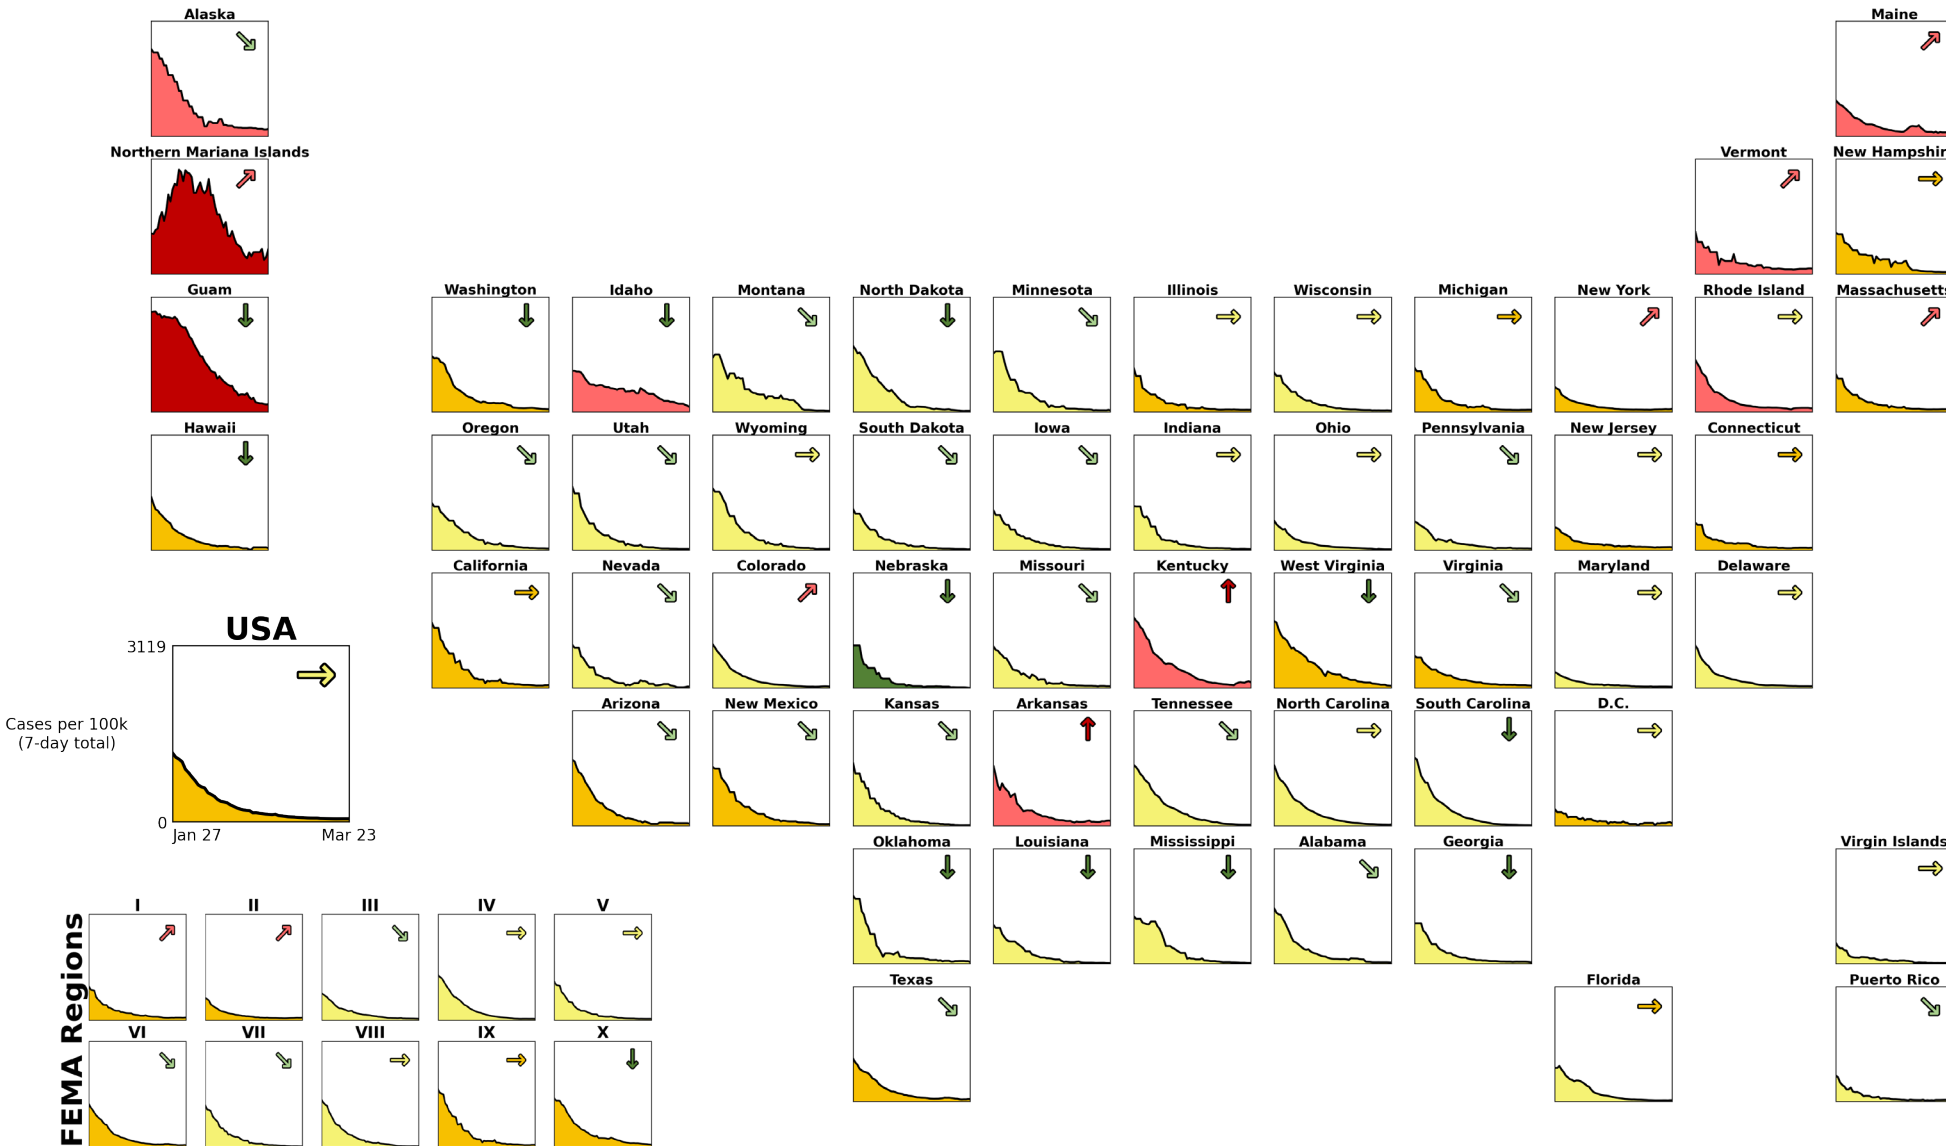 Alaska
Maine
Northern Mariana Islands
Vermont
New Hampshir
Guam
Washington
Idaho
Montana
North Dakota
Minnesota
Illinois
Wisconsin
Michigan
New York
Rhode Island
Massachusetts
Hawaii
Oregon
Utah
Wyoming
South Dakota
Iowa
Indiana
Ohio
Pennsylvania
New Jersey
Connecticut
California
Nevada
Colorado
Nebraska
Missouri
Kentucky
West Virginia
Virginia
Maryland
Delaware
USA
3119
Cases per 100k
(7-day total)
0
Jan 27
Mar 23
Arizona
New Mexico
Kansas
Arkansas
Tennessee
North Carolina
South Carolina
D.C.
Oklahoma
Louisiana
Mississippi
Alabama
Georgia
Virgin Islands
Texas
Florida
Puerto Rico
FEMA Regions
I
II
III
IV
V
VI
VII
VIII
IX
X